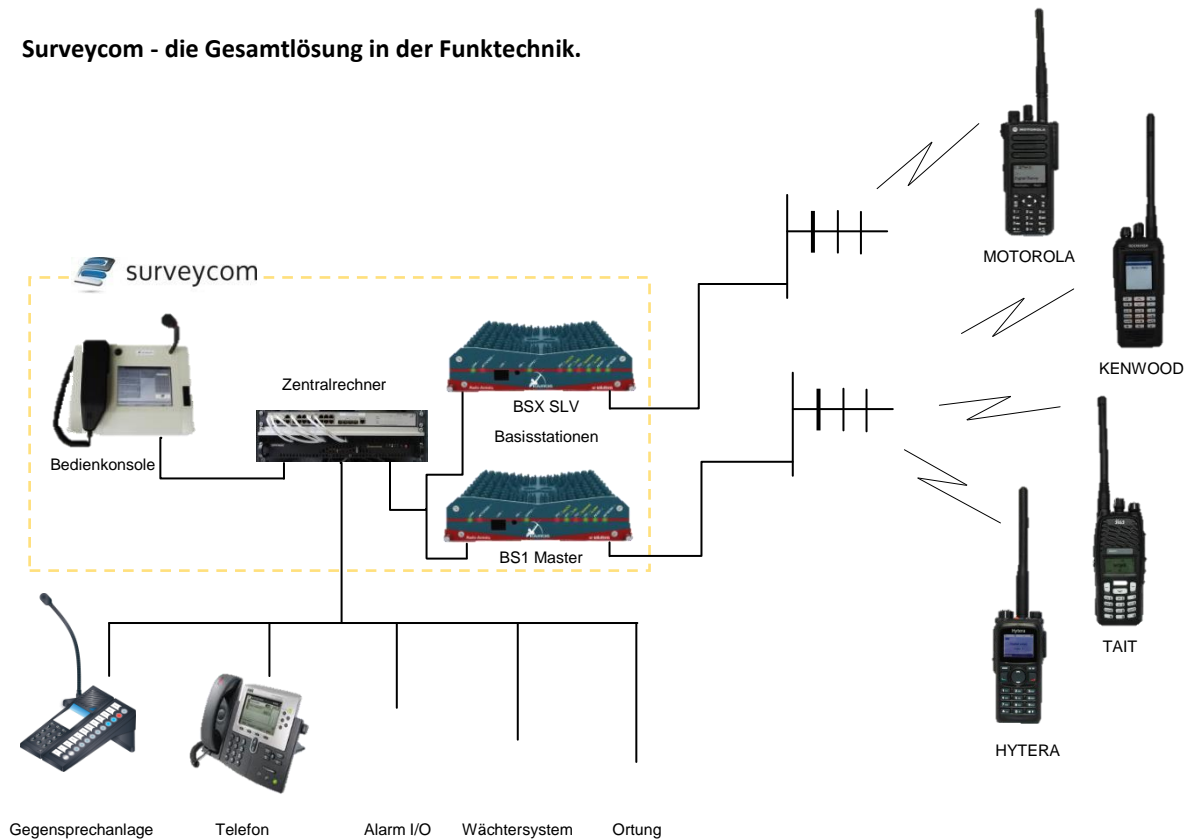 Surveycom - die Gesamtlösung in der Funktechnik.
MOTOROLA
surveycom
KENWOOD
Zentralrechner
BSX SLV
Basisstationen
Bedienkonsole
BS1 Master
TAIT
Hytera
HYTERA
Gegensprechanlage
Telefon
Alarm I/O
Wächtersystem
Ortung